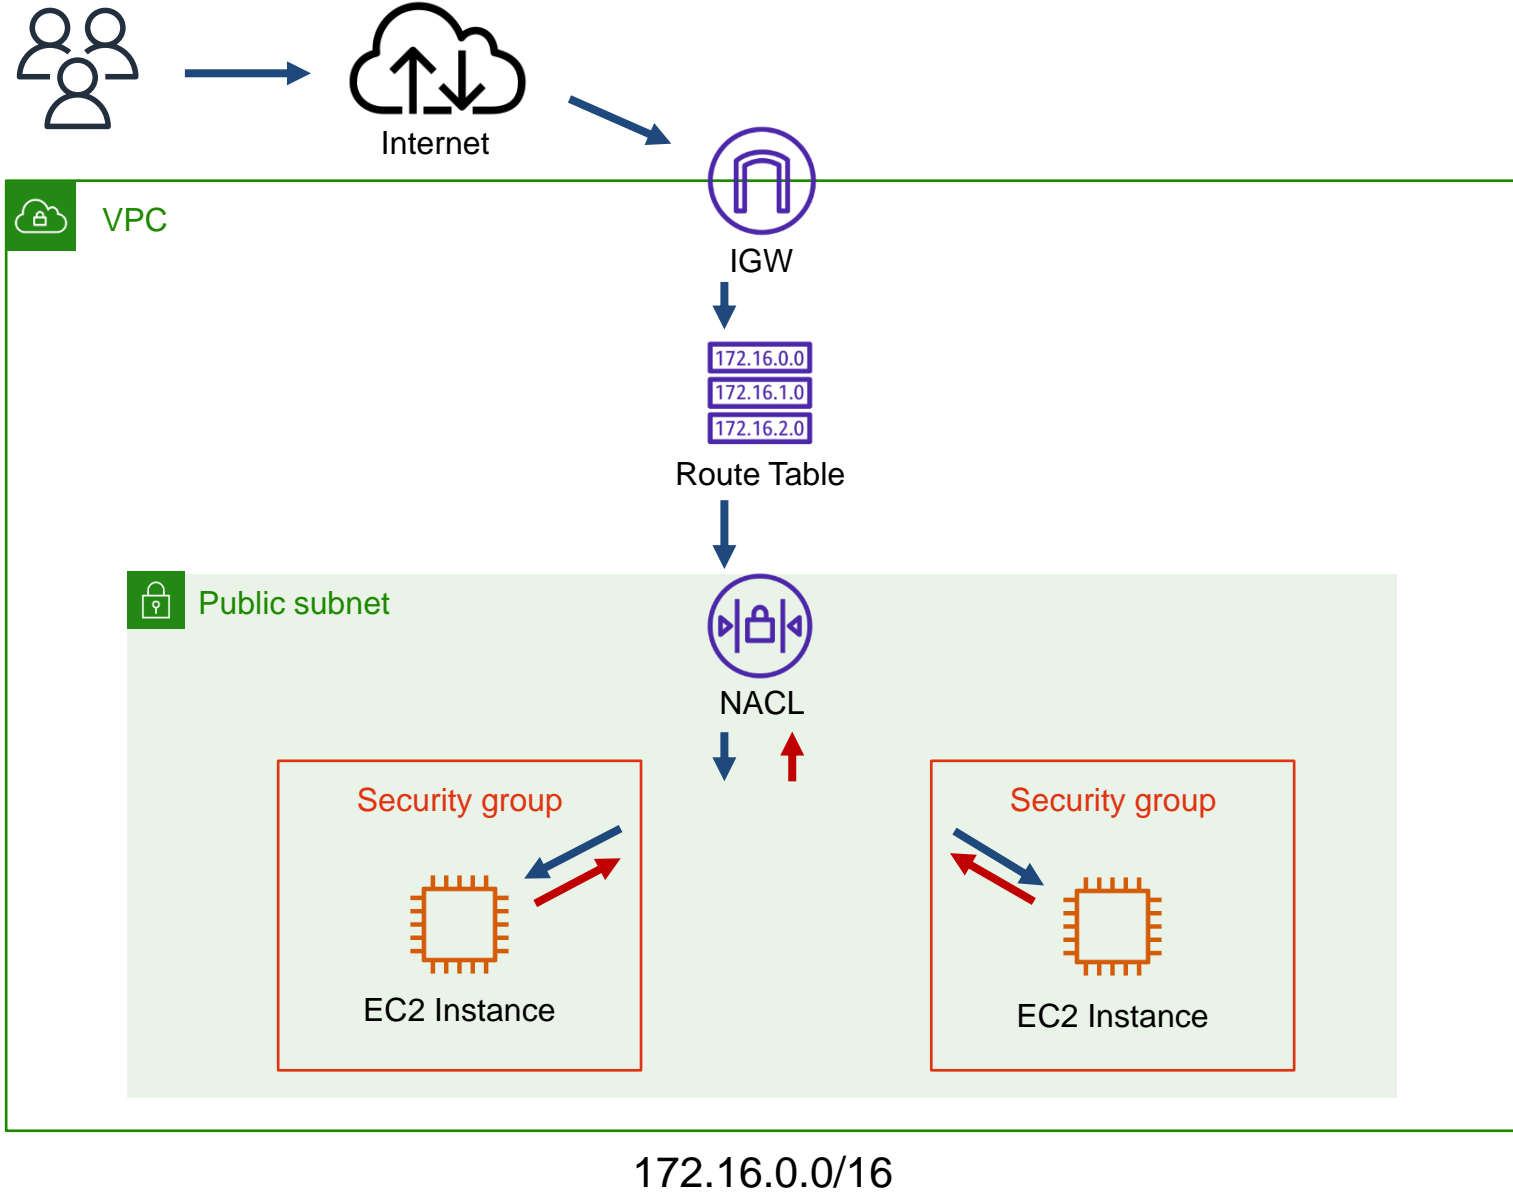 Internet
VPC
IGW
172.16.0.0
172.16.1.0
172.16.2.0
Route Table
Public subnet
NACL
Security group
Security group
EC2 Instance
EC2 Instance
172.16.0.0/16